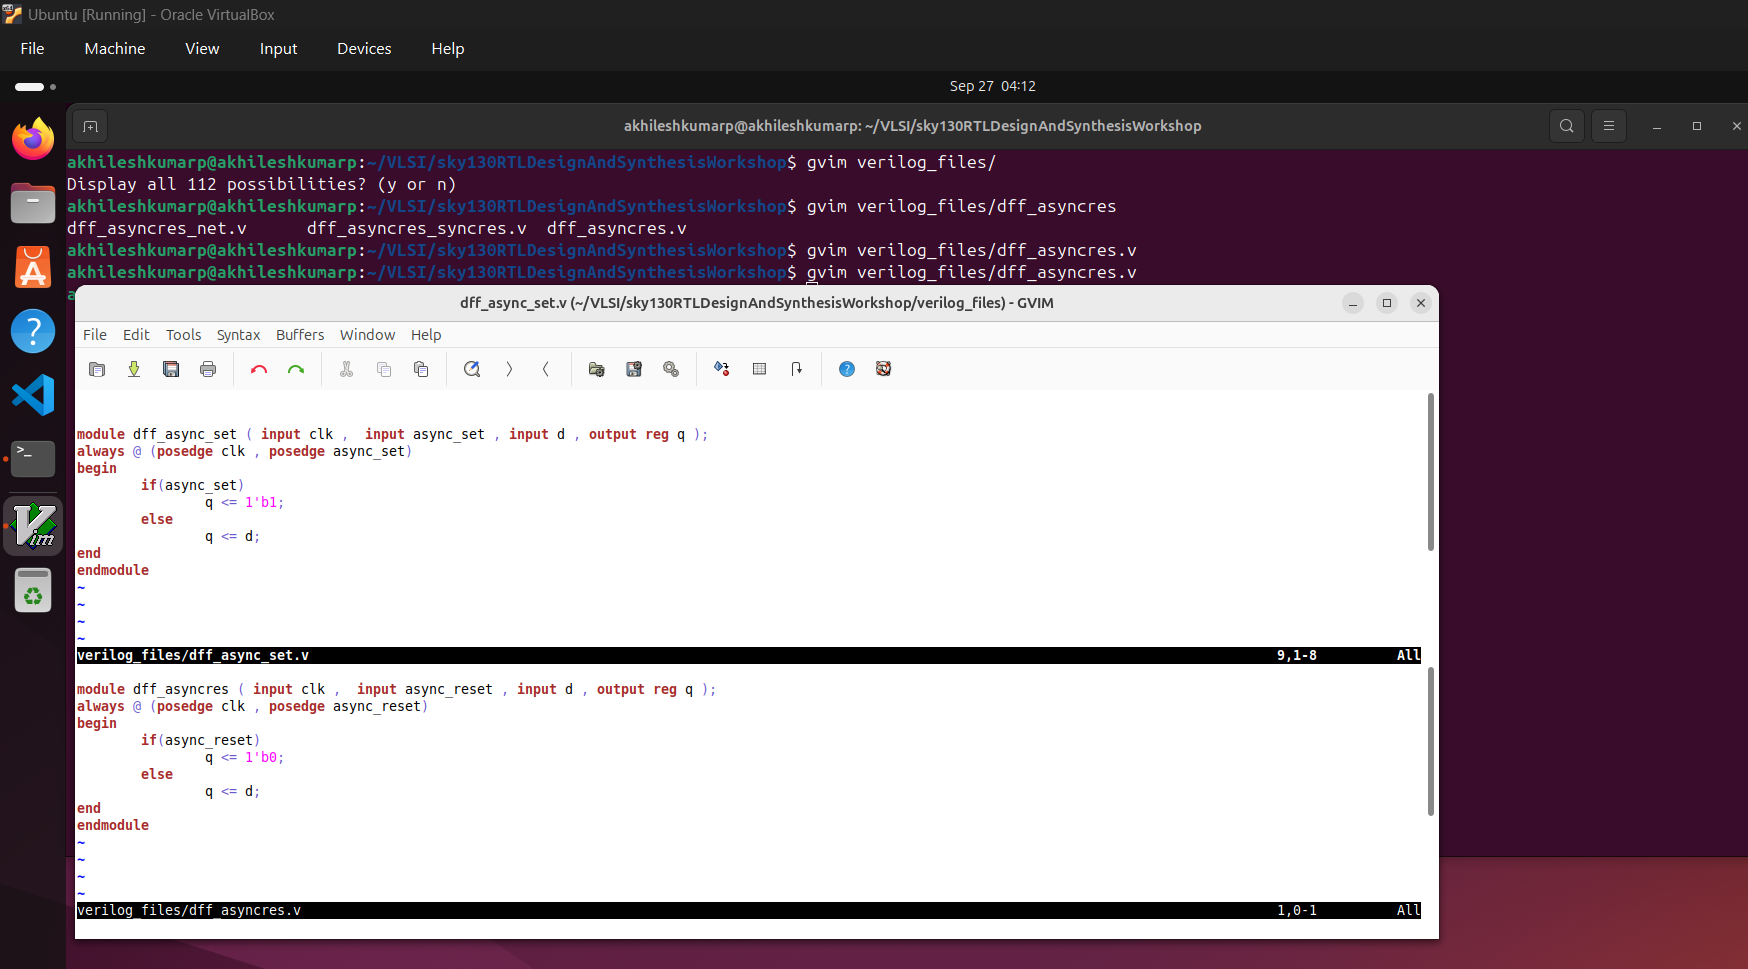 Ubuntu [Running] - Oracle VirtualBox
File Machine View Input Devices Help
Sep 27 04:12
akhileshkumarp@akhileshkumarp: ~/VLSI/sky130RTLDesignAndSynthesisWorkshop
akhileshkumarp@akhileshkumarp:~/VLSI/sky130RTLDesignAndSynthesisWorkshop$ gvim verilog_files/
Display all 112 possibilities? (y or n)
akhileshkumarp@akhileshkumarp:~/VLSI/sky130RTLDesignAndSynthesisWorkshop$ gvim verilog_files/dff_asyncres
dff_asyncres_net.v      dff_asyncres_syncres.v  dff_asyncres.v
akhileshkumarp@akhileshkumarp:~/VLSI/sky130RTLDesignAndSynthesisWorkshop$ gvim verilog_files/dff_asyncres.v
akhileshkumarp@akhileshkumarp:~/VLSI/sky130RTLDesignAndSynthesisWorkshop$ gvim verilog_files/dff_asyncres.v
dff_async_set.v (~/VLSI/sky130RTLDesignAndSynthesisWorkshop/verilog_files) - GVIM
File Edit Tools Syntax Buffers Window Help
module dff_async_set ( input clk ,  input async_set , input d , output reg q );
always @ (posedge clk , posedge async_set)
begin
        if(async_set)
                q <= 1'b1;
        else
                q <= d;
end
endmodule
~
~
~
~
verilog_files/dff_async_set.v 9,1-8 All
module dff_asyncres ( input clk ,  input async_reset , input d , output reg q );
always @ (posedge clk , posedge async_reset)
begin
        if(async_reset)
                q <= 1'b0;
        else
                q <= d;
end
endmodule
~
~
~
~
verilog_files/dff_asyncres.v 1,0-1 All